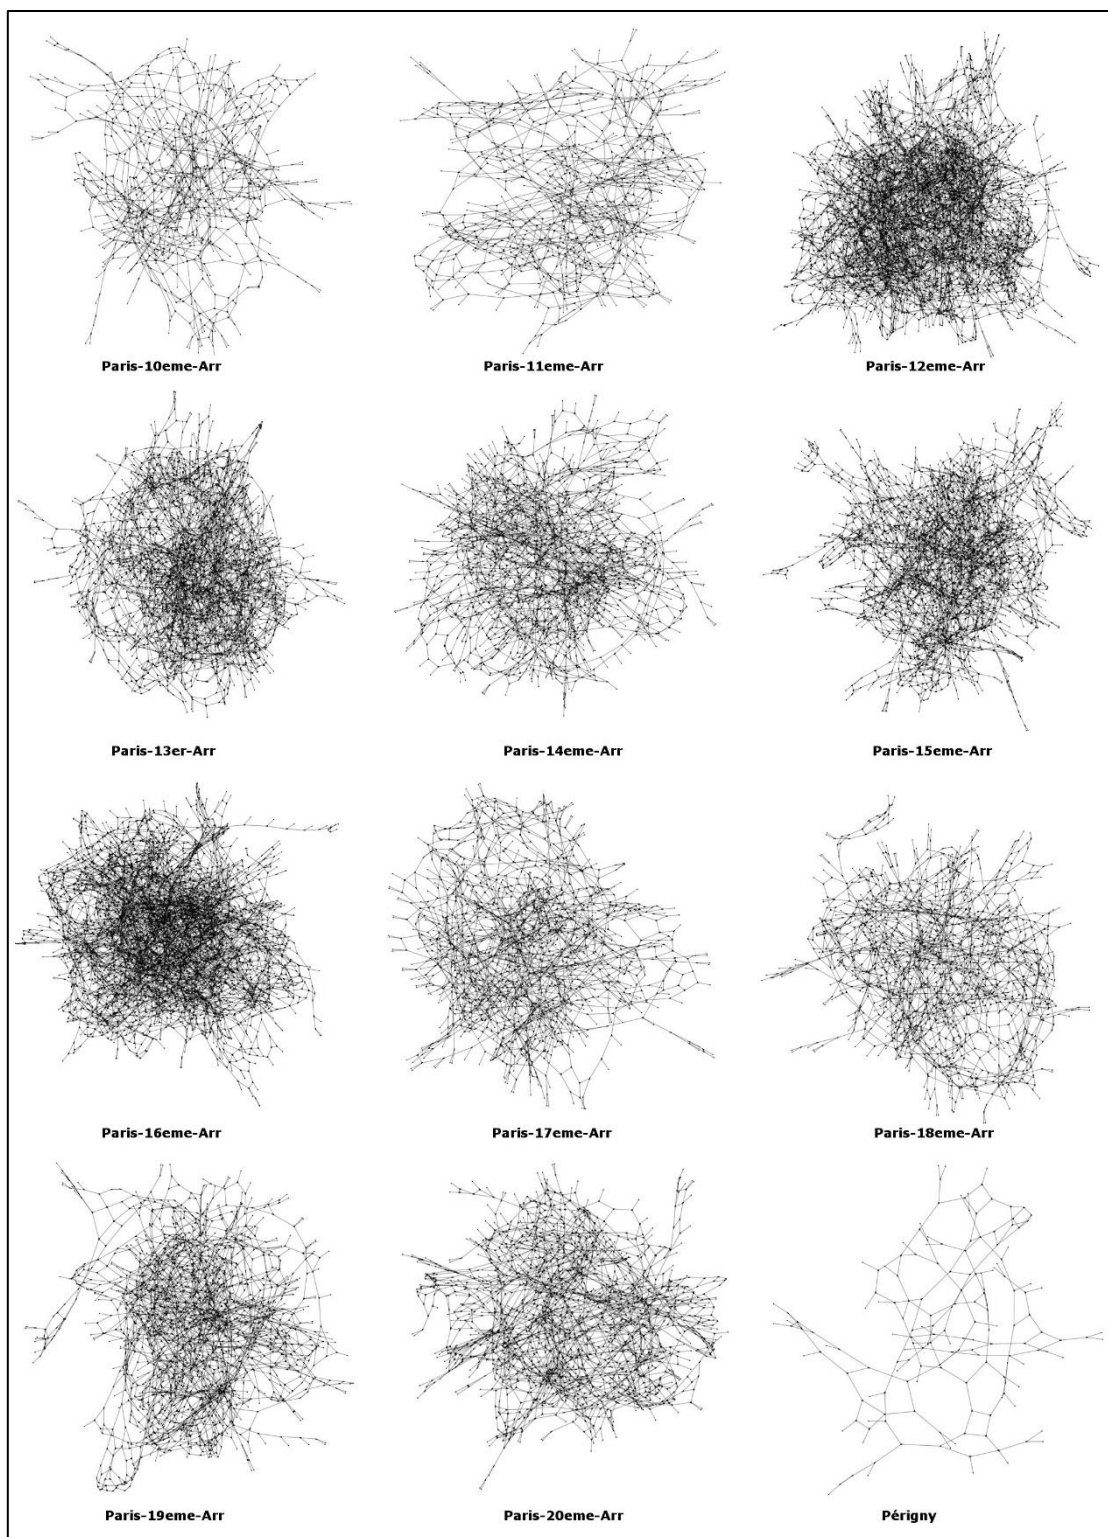 Paris-10eme-Arr
Paris-11eme-Arr
Paris-12eme-Arr
Paris-13er-Arr
Paris-14eme-Arr
Paris-15eme-Arr
Paris-16eme-Arr
Paris-17eme-Arr
Paris-18eme-Arr
Paris-19eme-Arr
Paris-20eme-Arr
Périgny